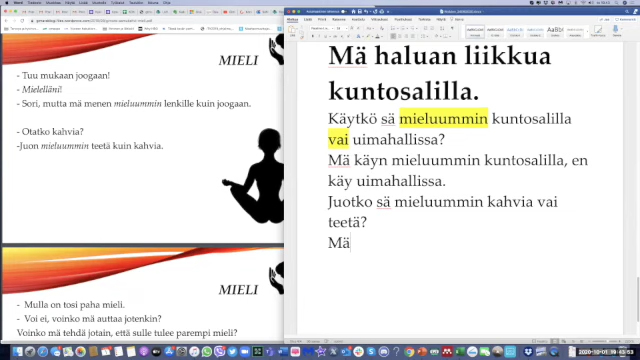 MIELI
- Tuu mukaan joogaan!
- Mielelläni!
- Sori, mutta mä menen mieluummin lenkille kuin joogaan.
- Otatko kahvia?
-Juon mieluummin teetä kuin kahvia.
MIELI
- Mulla on tosi paha mieli.
- Voi ei, voinko mä auttaa jotenkin?
Voinko mä tehdä jotain, että sulle tulee parempi mieli?
Mä haluan liikkua
kuntosalilla.
Käytkö sä mieluummin kuntosalilla
vai uimahallissa?
Mä käyn mieluummin kuntosalilla, en
käy uimahallissa.
Juotko sä mieluummin kahvia vai
teetä?
Mä